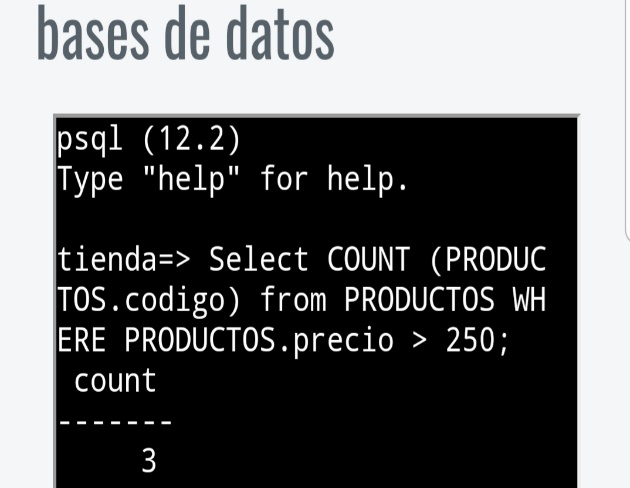 bases de datos
psql (12.2)
Type "help" for help.
tienda=> Select COUNT (PRODUC
TOS.codigo) from PRODUCTOS WH
ERE PRODUCTOS.precio > 250;
count
-------
3